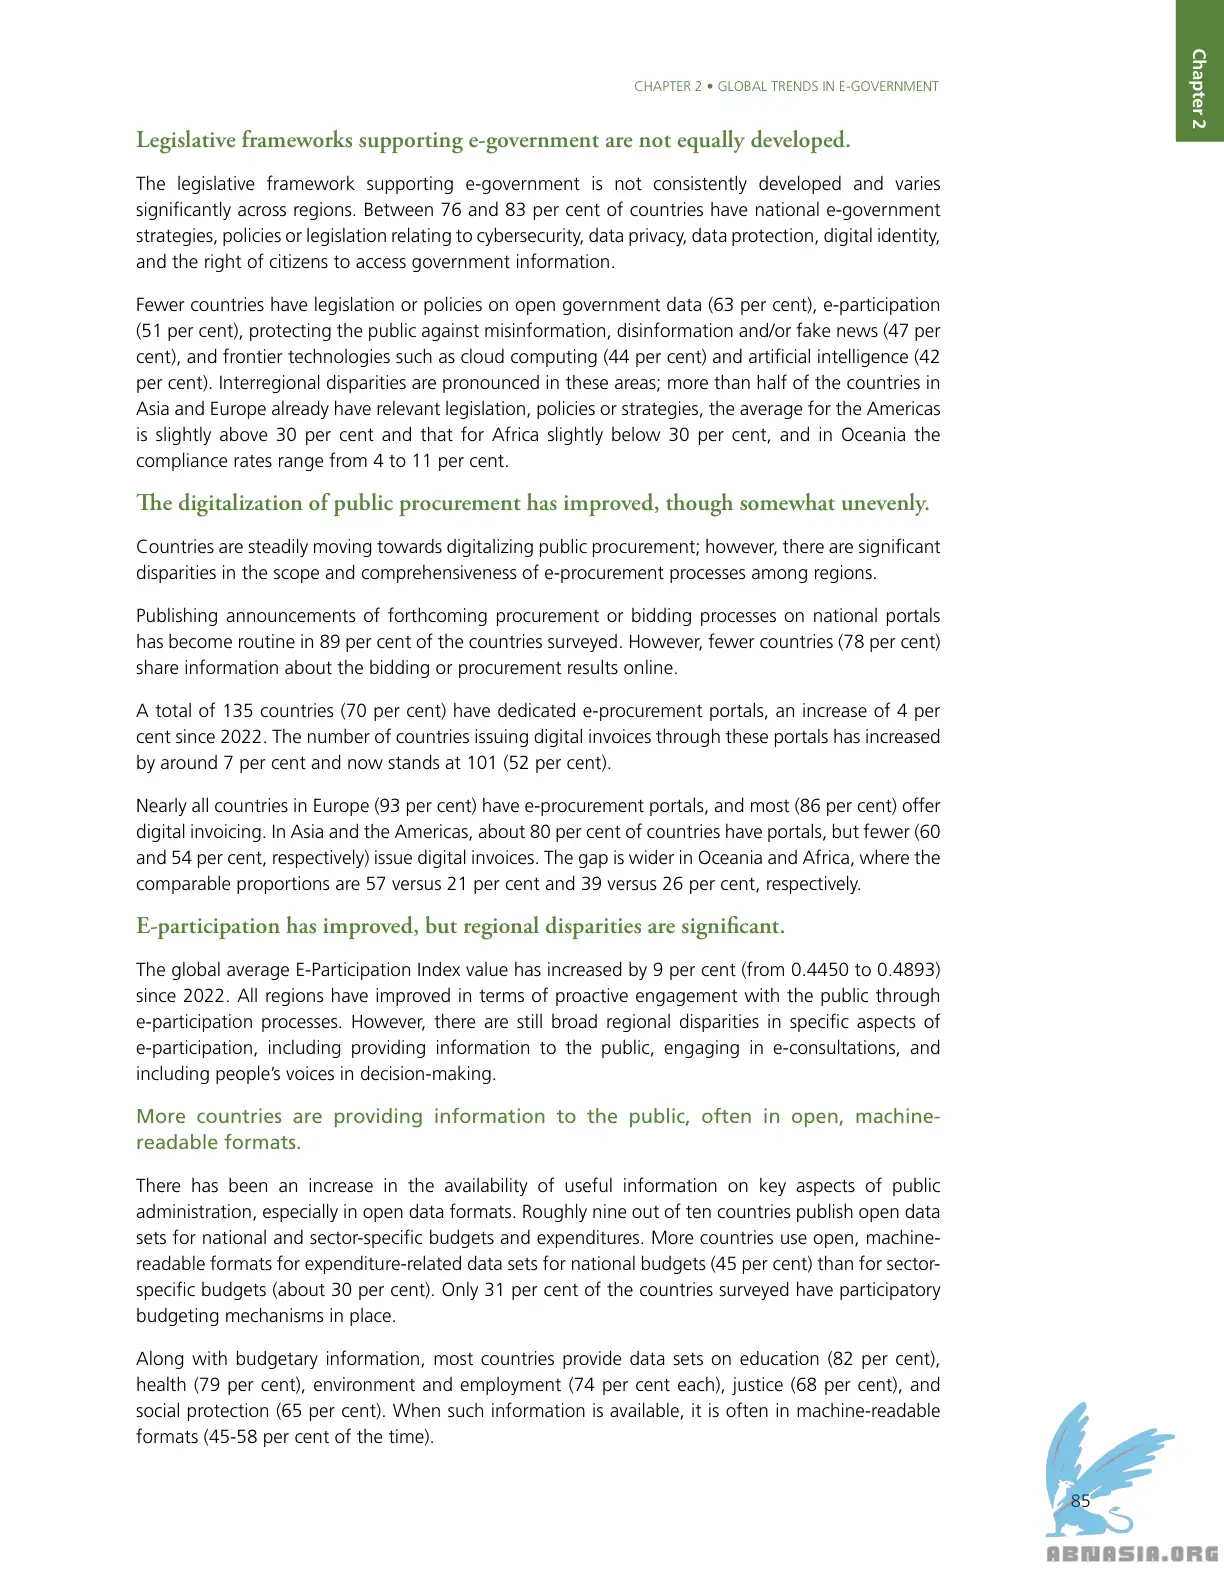 Chapter 2
CHAPTER 2 • GLOBAL TRENDS IN E-GOVERNMENT
Legislative frameworks supporting e-government are not equally developed.
The legislative framework supporting e-government is not consistently developed and varies
significantly across regions. Between 76 and 83 per cent of countries have national e-government
strategies, policies or legislation relating to cybersecurity, data privacy, data protection, digital identity,
and the right of citizens to access government information.
Fewer countries have legislation or policies on open government data (63 per cent), e-participation
(51 per cent), protecting the public against misinformation, disinformation and/or fake news (47 per
cent), and frontier technologies such as cloud computing (44 per cent) and artificial intelligence (42
per cent). Interregional disparities are pronounced in these areas; more than half of the countries in
Asia and Europe already have relevant legislation, policies or strategies, the average for the Americas
is slightly above 30 per cent and that for Africa slightly below 30 per cent, and in Oceania the
compliance rates range from 4 to 11 per cent.
The digitalization of public procurement has improved, though somewhat unevenly.
Countries are steadily moving towards digitalizing public procurement; however, there are significant
disparities in the scope and comprehensiveness of e-procurement processes among regions.
Publishing announcements of forthcoming procurement or bidding processes on national portals
has become routine in 89 per cent of the countries surveyed. However, fewer countries (78 per cent)
share information about the bidding or procurement results online.
A total of 135 countries (70 per cent) have dedicated e-procurement portals, an increase of 4 per
cent since 2022. The number of countries issuing digital invoices through these portals has increased
by around 7 per cent and now stands at 101 (52 per cent).
Nearly all countries in Europe (93 per cent) have e-procurement portals, and most (86 per cent) offer
digital invoicing. In Asia and the Americas, about 80 per cent of countries have portals, but fewer (60
and 54 per cent, respectively) issue digital invoices. The gap is wider in Oceania and Africa, where the
comparable proportions are 57 versus 21 per cent and 39 versus 26 per cent, respectively.
E-participation has improved, but regional disparities are significant.
The global average E-Participation Index value has increased by 9 per cent (from 0.4450 to 0.4893)
since 2022. All regions have improved in terms of proactive engagement with the public through
e-participation processes. However, there are still broad regional disparities in specific aspects of
e-participation, including providing information to the public, engaging in e-consultations, and
including people’s voices in decision-making.
More countries are providing information to the public, often in open, machine-
readable formats.
There has been an increase in the availability of useful information on key aspects of public
administration, especially in open data formats. Roughly nine out of ten countries publish open data
sets for national and sector-specific budgets and expenditures. More countries use open, machine-
readable formats for expenditure-related data sets for national budgets (45 per cent) than for sector-
specific budgets (about 30 per cent). Only 31 per cent of the countries surveyed have participatory
budgeting mechanisms in place.
Along with budgetary information, most countries provide data sets on education (82 per cent),
health (79 per cent), environment and employment (74 per cent each), justice (68 per cent), and
social protection (65 per cent). When such information is available, it is often in machine-readable
formats (45-58 per cent of the time).
85
ABNASIA.ORG